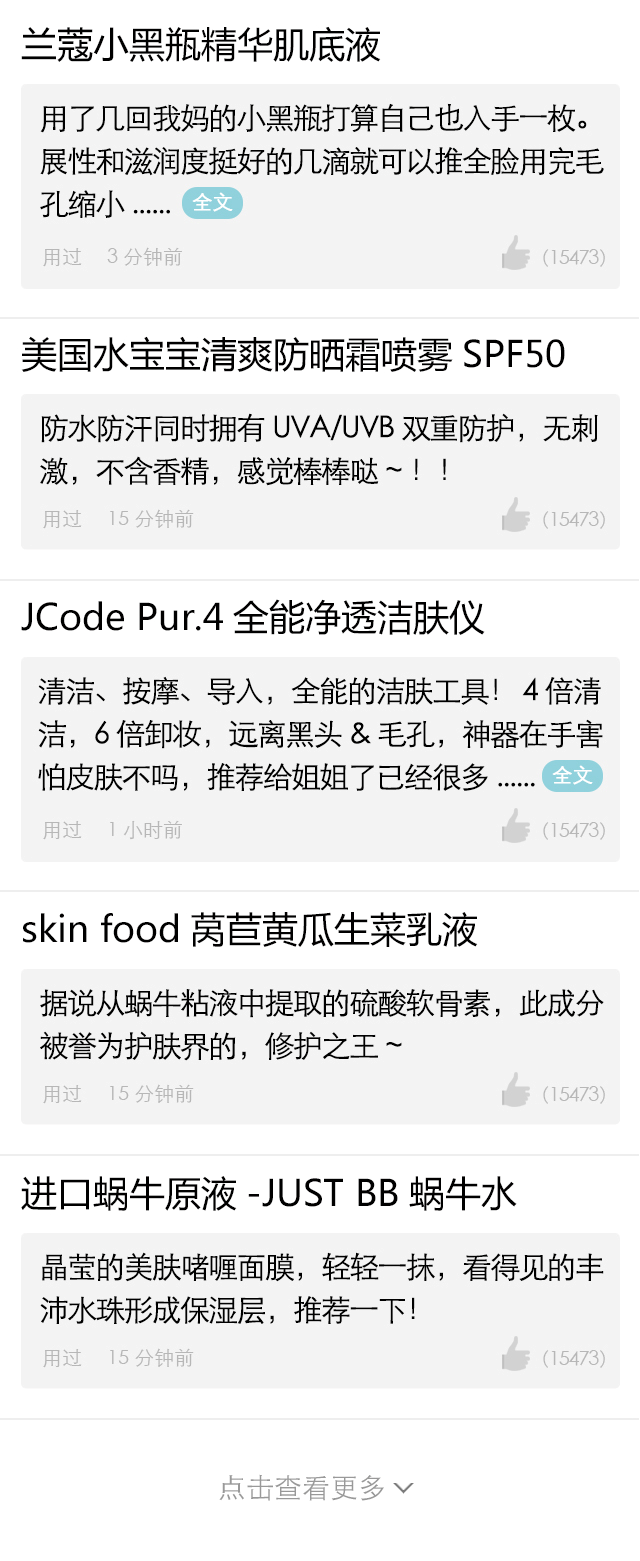 兰蔻小黑瓶精华肌底液
用了几回我妈的小黑瓶打算自己也入手一枚。
展性和滋润度挺好的几滴就可以推全脸用完毛
孔缩小 ...... 全文
用过 3 分钟前 (15473)
美国水宝宝清爽防晒霜喷雾 SPF50
防水防汗同时拥有 UVA/UVB 双重防护，无刺
激，不含香精，感觉棒棒哒 ~！！
用过 15 分钟前 (15473)
JCode Pur.4 全能净透洁肤仪
清洁、按摩、导入，全能的洁肤工具！ 4 倍清
洁，6 倍卸妆，远离黑头 & 毛孔，神器在手害
怕皮肤不吗，推荐给姐姐了已经很多 ...... 全文
用过 1 小时前 (15473)
skin food 莴苣黄瓜生菜乳液
据说从蜗牛粘液中提取的硫酸软骨素，此成分
被誉为护肤界的，修护之王 ~
用过 15 分钟前 (15473)
进口蜗牛原液 -JUST BB 蜗牛水
晶莹的美肤啫喱面膜，轻轻一抹，看得见的丰
沛水珠形成保湿层，推荐一下！
用过 15 分钟前 (15473)
点击查看更多